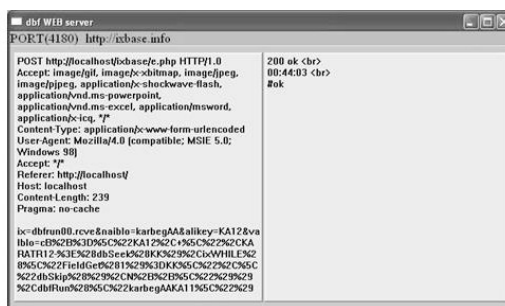 dbf WEB server
PORT(4180) http://ixbase.info
POST http://localhost/ixbase/e.php HTTP/1.0
Accept: image/gif, image/x-xbitmap, image/jpeg,
image/pjpeg, application/x-shockwave-flash,
application/vnd.ms-powerpoint,
application/vnd.ms-excel, application/msword,
application/x-icq, */*
Content-Type: application/x-www-form-urlencoded
User-Agent: Mozilla/4.0 (compatible; MSIE 5.0;
Windows 98)
Accept: */*
Referer: http://localhost/
Host: localhost
Content-Length: 239
Pragma: no-cache
ix=dbfrun00.rcve&naiblo=karbegAA&alikey=KA12&va
lblo=cB%2B%3D%5C%22KA12%2C+%5C%22%2CKA
RATR12-%3E%28dbSeek%28KK%29%2CixWHILE%2
8%5C%22FieldGet%281%29%3DKK%5C%22%2C%5C
%22dbSkip%28%29%2CN%2B%2B%5C%22%29%29
%2CdbfRun%28%5C%22karbegAAKA11%5C%22%29
200 ok <br>
00:44:03 <br>
#ok